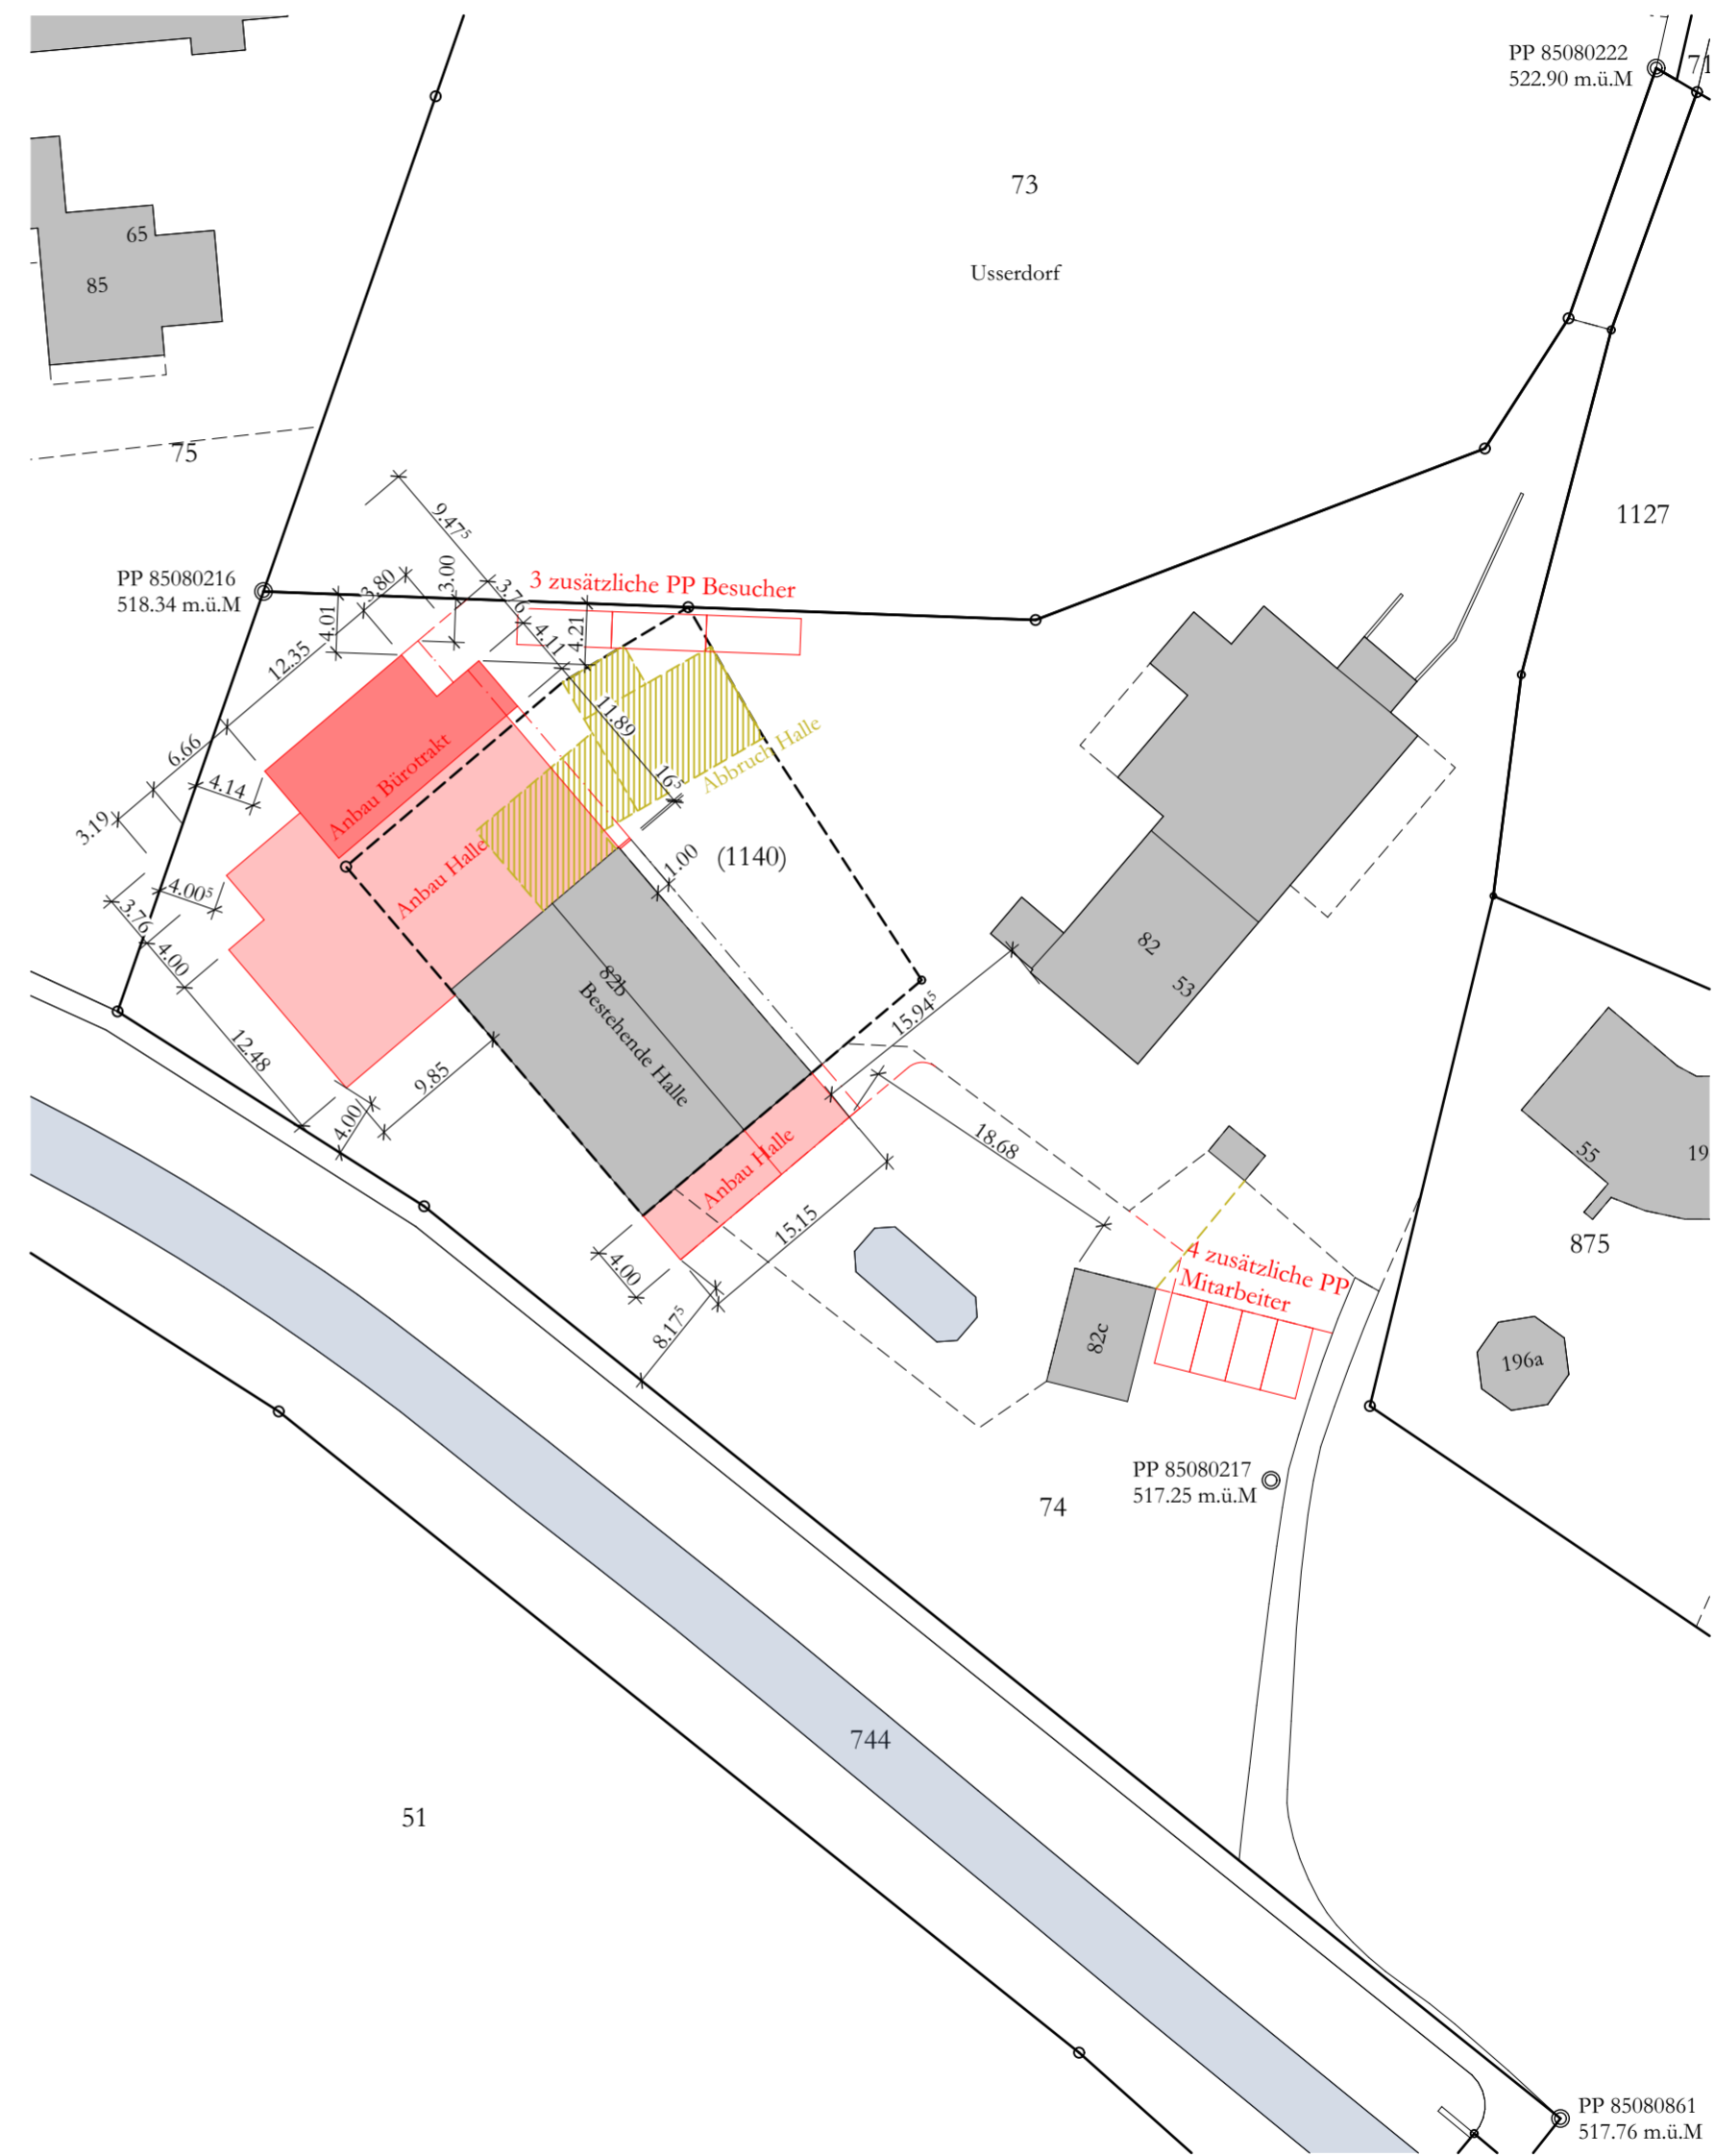 PP 85080222
522.90 m.ü.M
71
73
65
85
Usserdorf
75
1127
9.47⁵
PP 85080216
518.34 m.ü.M
3.80
3.00
3.76
3 zusätzliche PP Besucher
4.01
4.11
4.21
12.35
11.89
6.66
Anbau Bürotrakt
16⁵
Abbruch Halle
4.14
3.19
Anbau Halle
1.00
(1140)
4.00⁵
3.76
4.00
82
53
82b
Bestehende Halle
15.94⁵
12.48
9.85
4.00
18.68
55
19
Anbau Halle
15.15
875
4.00
4 zusätzliche PP
Mitarbeiter
8.17⁵
82c
196a
PP 85080217
517.25 m.ü.M
74
744
51
PP 85080861
517.76 m.ü.M